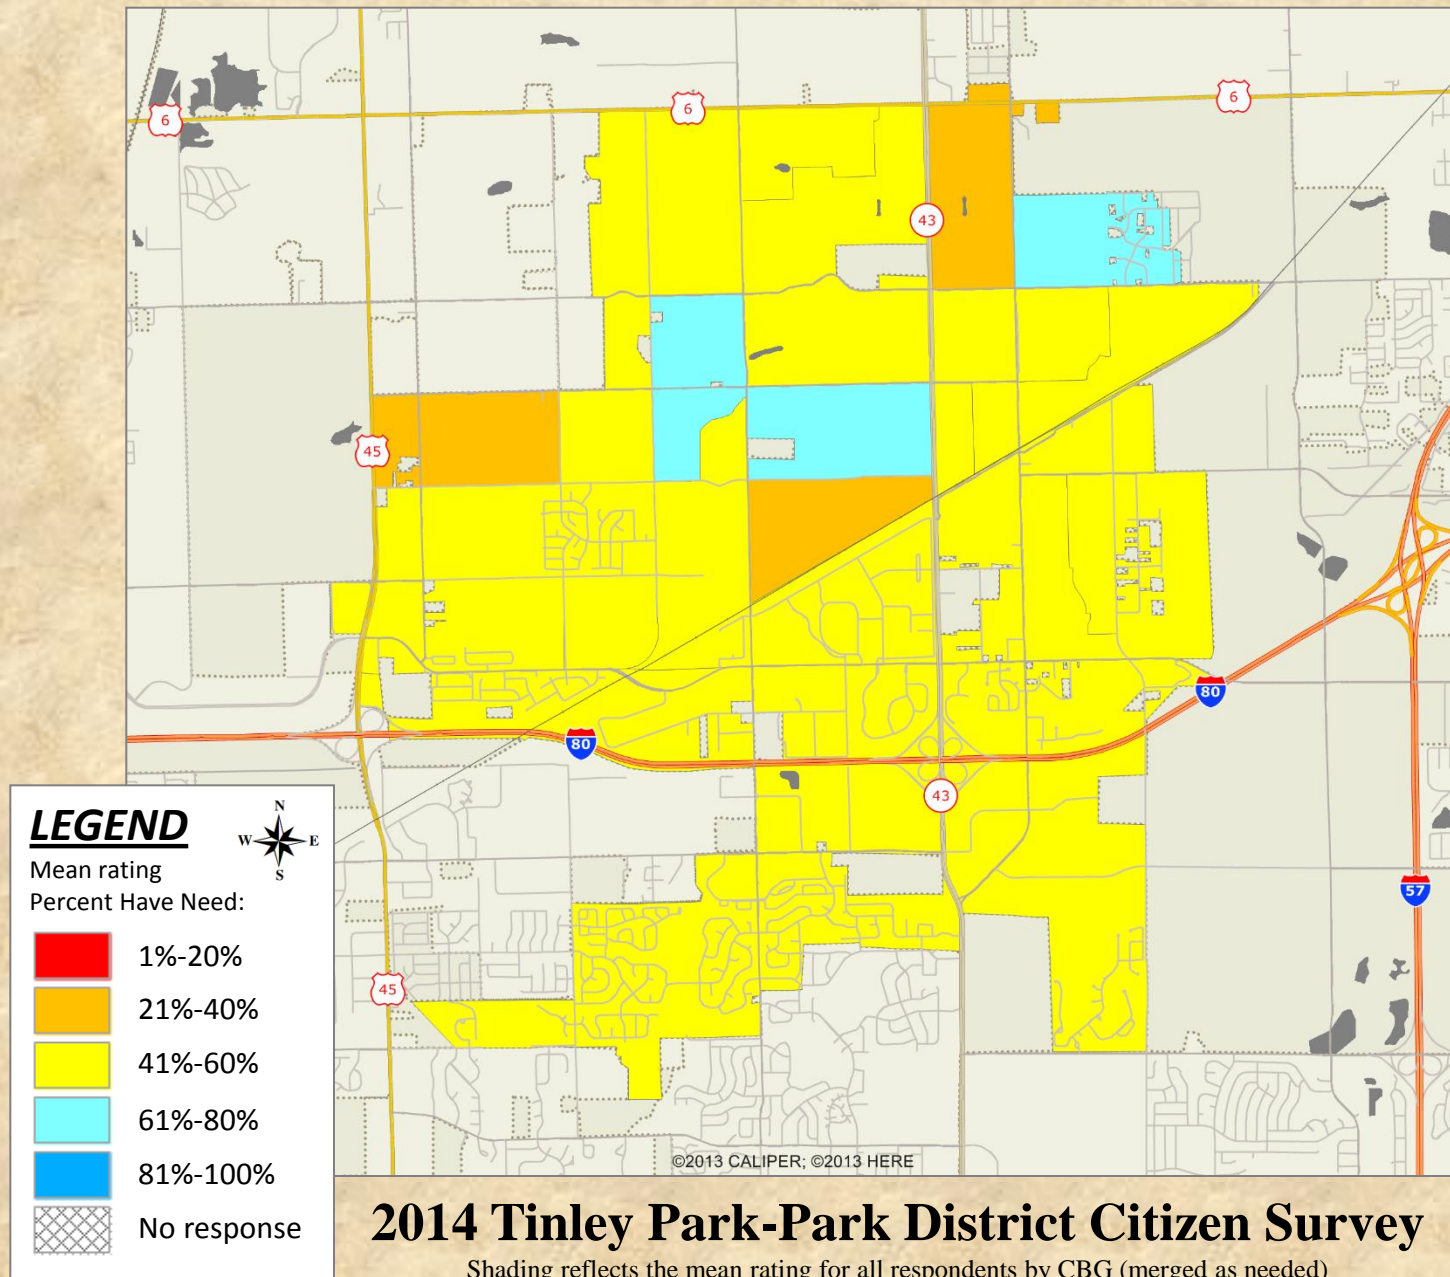 6
6
6
43
45
80
80
43
57
45
LEGEND
N
W E
S
Mean rating
Percent Have Need:
1%-20%
21%-40%
41%-60%
61%-80%
81%-100%
No response
©2013 CALIPER; ©2013 HERE
2014 Tinley Park-Park District Citizen Survey
Shading reflects the mean rating for all respondents by CBG (merged as needed)